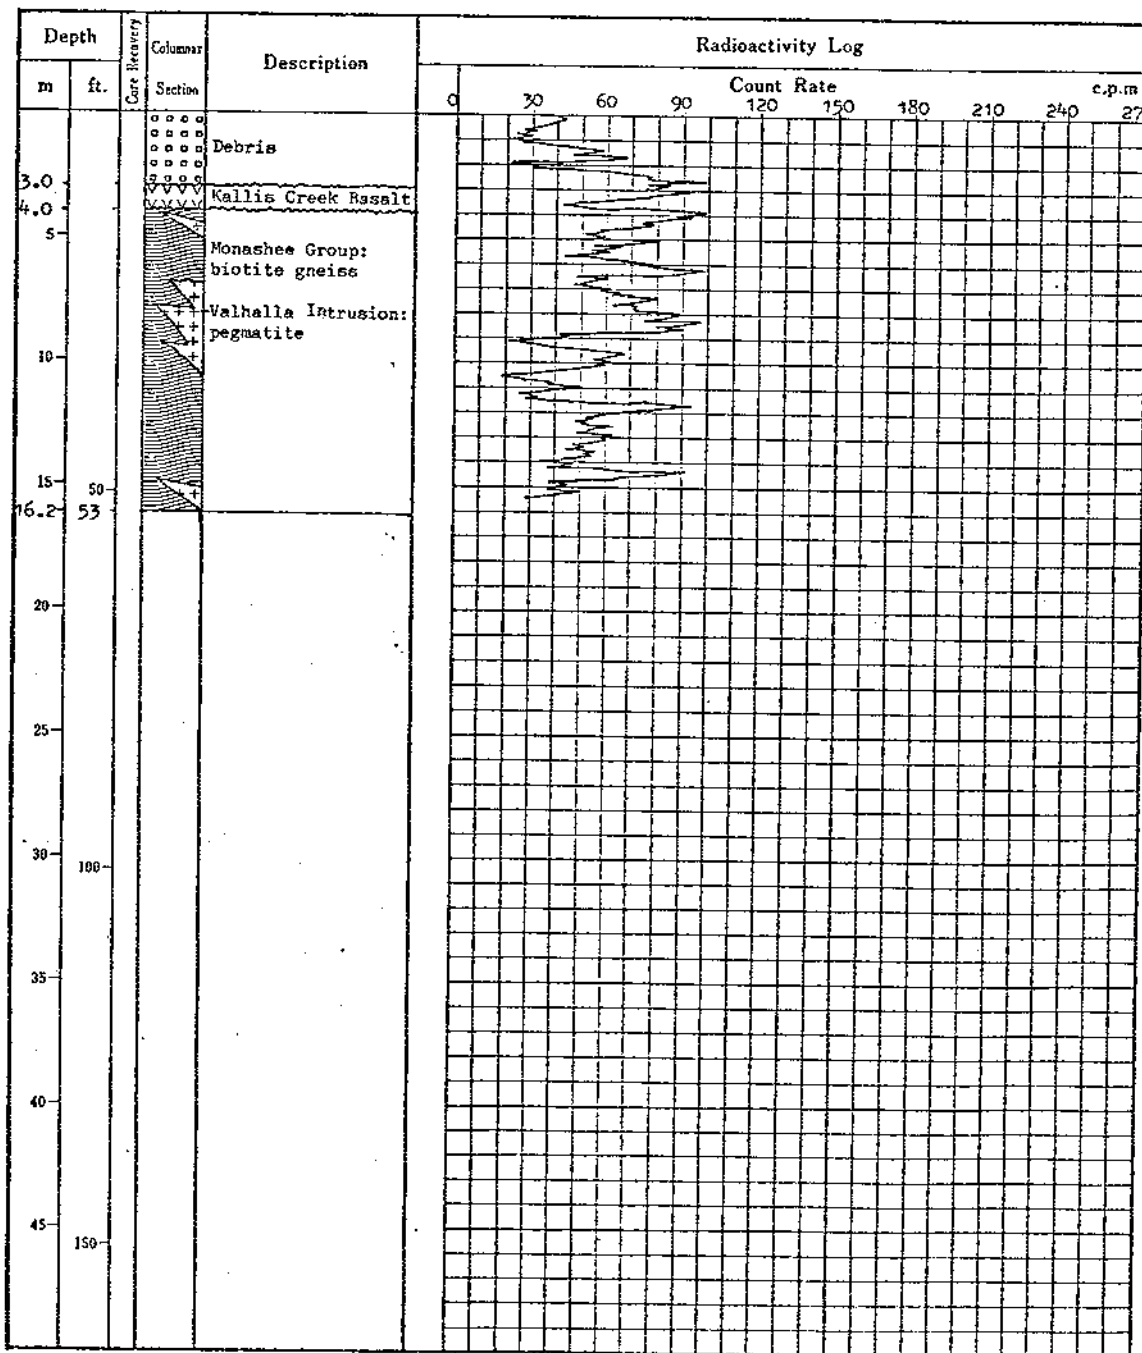 Depth
Core Recovery
Columnar
Section
Description
Radioactivity Log
m
ft.
Count Rate
c.p.m
0 30 60 90 120 150 180 210 240 27
Debris
3.0
Kallis Creek Basalt
4.0
5
Monashee Group:
biotite gneiss
Valhalla Intrusion:
pegmatite
10
15
50
16.2 53
20
25
30
100
35
40
45
150